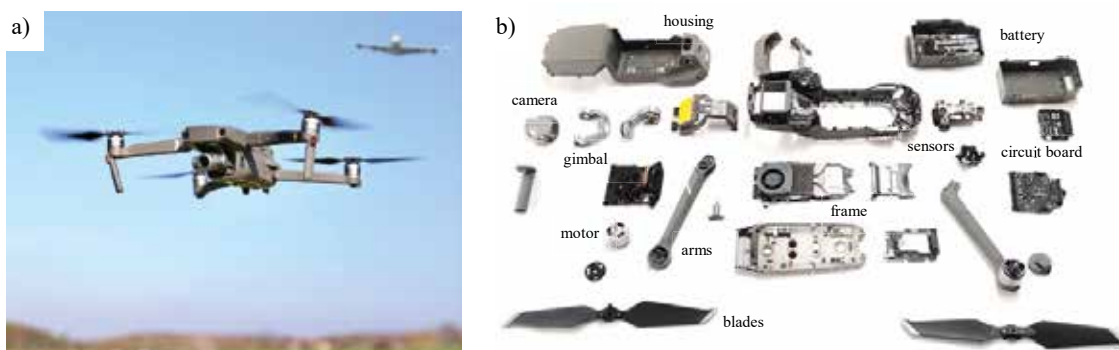 a)
b)
housing
battery
camera
sensors
circuit board
gimbal
frame
motor
arms
blades